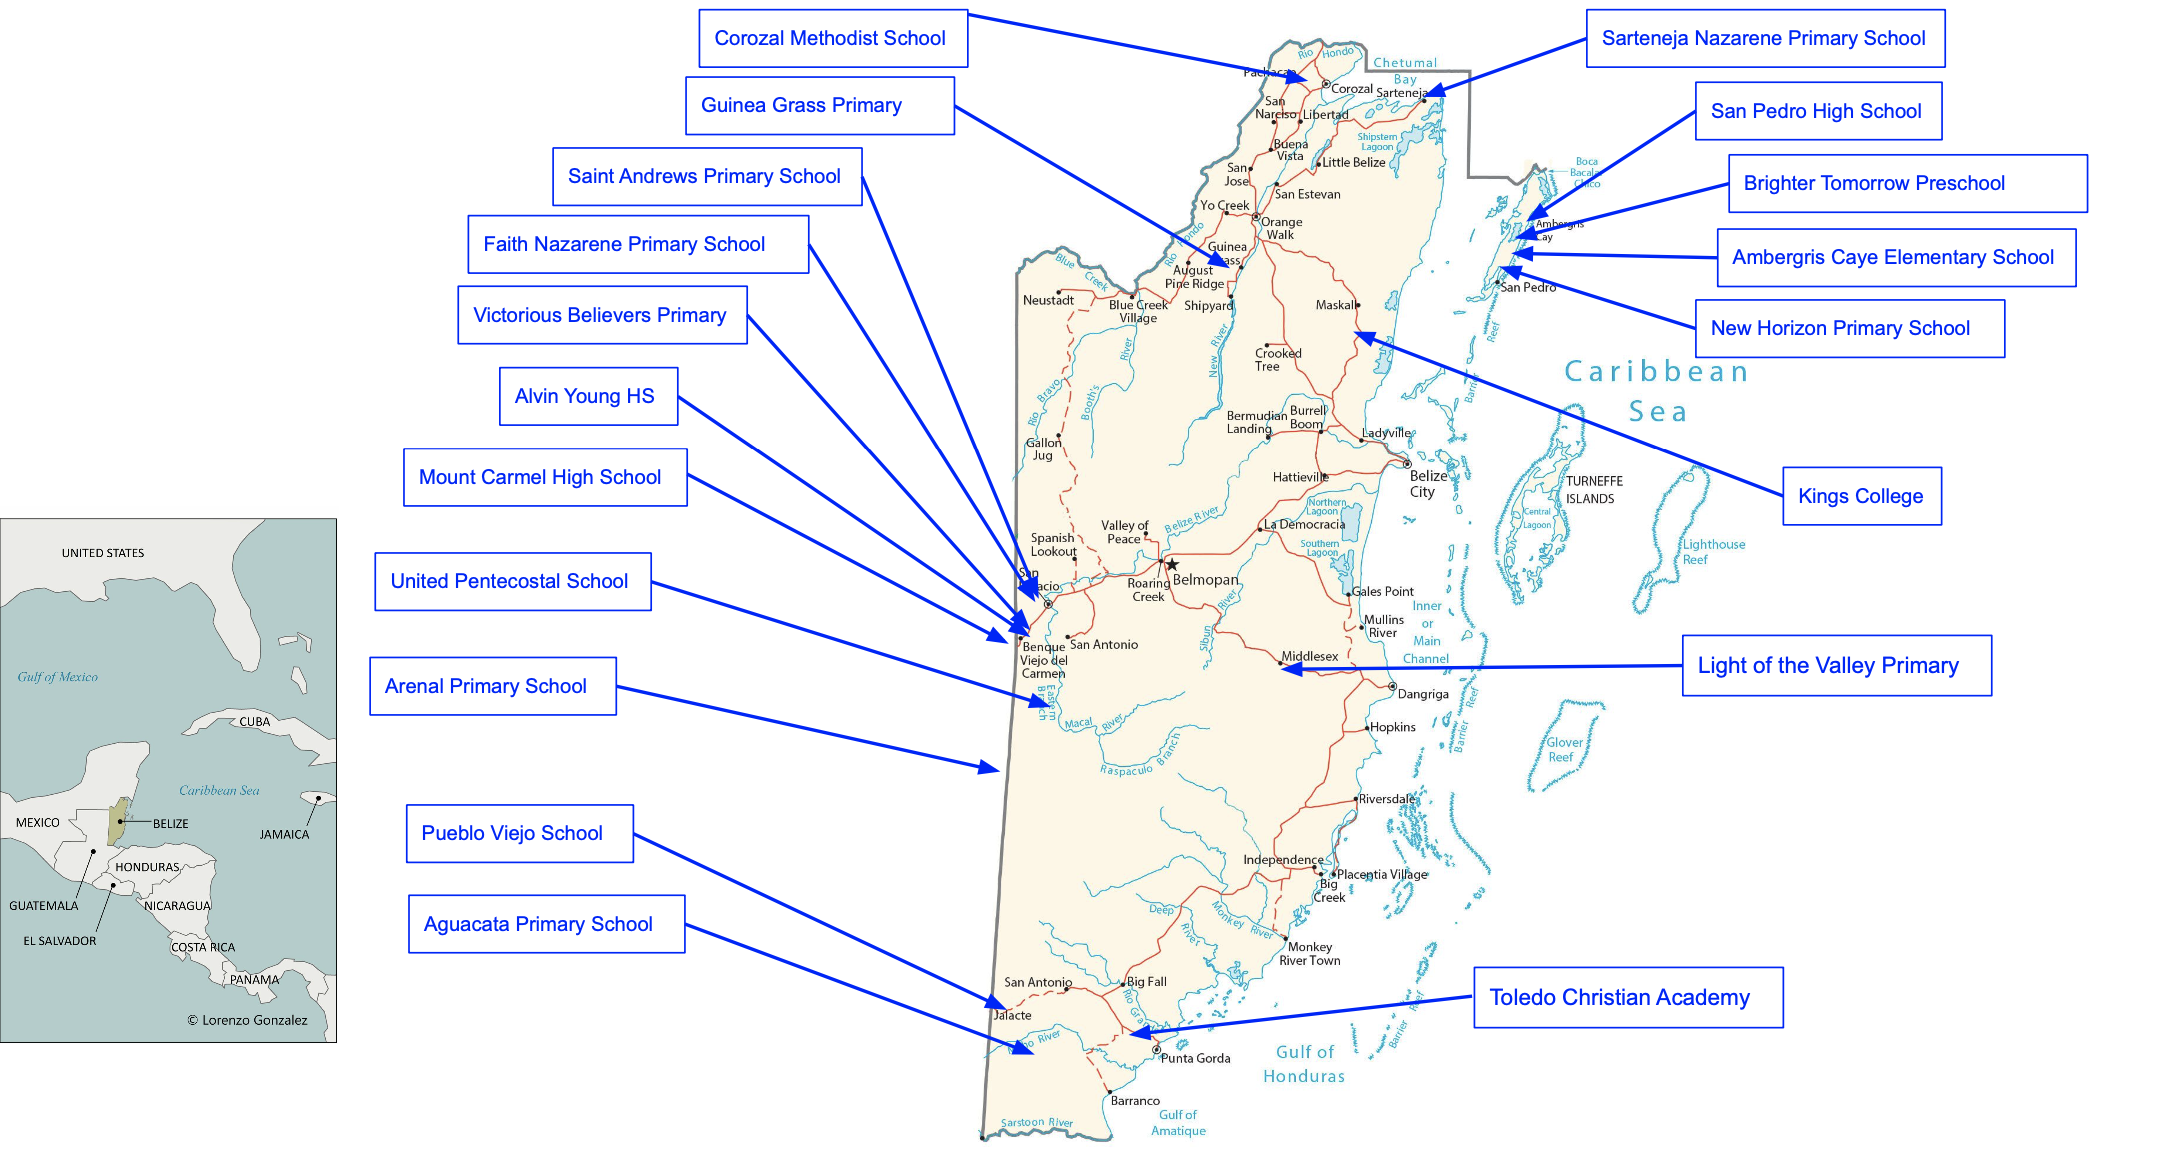 Corozal Methodist School
Guinea Grass Primary
Saint Andrews Primary School
Faith Nazarene Primary School
Victorious Believers Primary
Alvin Young HS
Mount Carmel High School
United Pentecostal School
Arenal Primary School
Pueblo Viejo School
Aguacata Primary School
Sarteneja Nazarene Primary School
San Pedro High School
Brighter Tomorrow Preschool
Ambergris Caye Elementary School
New Horizon Primary School
Kings College
Light of the Valley Primary
Toledo Christian Academy
Rio Hondo
Chetumal
Bay
Corozal
Sarteneja
San
Narciso
Libertad
Shipstern
Lagoon
Buena
Vista
Little Belize
San
Jose
San Estevan
Yo Creek
Orange
Walk
Rio Hondo
Guinea
August
Pine Ridge
Shipyard
Blue Creek
Neustadt
Blue Creek
Village
Maskall
Boca
San Pedro
Crooked
Tree
New River
River
Booth's
Rio Bravo
Barrier
Reef
Caribbean
Sea
Bermudian
Landing
Burrell
Boom
Ladyville
Gallon
Jug
Hattieville
Belize
City
TURNEFFE
ISLANDS
Central
Lagoon
Lighthouse
Reef
Northern
Lagoon
La Democracia
Southern
Lagoon
Valley of
Peace
Belize River
Spanish
Lookout
Roaring
Creek
Belmopan
Gales Point
Mullins
River
Inner
or
Main
Channel
Sibun River
San Antonio
Benque
Viejo del
Carmen
Middlesex
Dangriga
Eastern
Branch
Macal River
Raspaculo Branch
Hopkins
Barrier Reef
Glover
Reef
Riversdale
Independence
Placentia Village
Big
Creek
Deep
River
Monkey River
Monkey
River Town
San Antonio
Big Fall
Jalacte
River
Punta Gorda
Barranco
Gulf of
Honduras
Barrier Reef
Gulf of
Amatique
Sarstoon River
UNITED STATES
Gulf of Mexico
CUBA
Caribbean Sea
MEXICO
BELIZE
JAMAICA
HONDURAS
GUATEMALA
NICARAGUA
EL SALVADOR
COSTA RICA
PANAMA
© Lorenzo Gonzalez